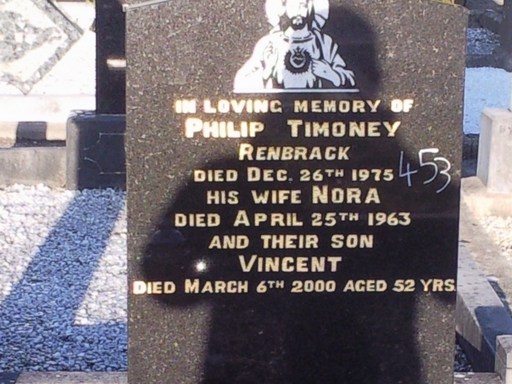 IN LOVING MEMORY OF
PHILIP TIMONEY
RENBRACK
DIED DEC. 26TH 1975
453
HIS WIFE NORA
DIED APRIL 25TH 1963
AND THEIR SON
VINCENT
DIED MARCH 6TH 2000 AGED 52 YRS